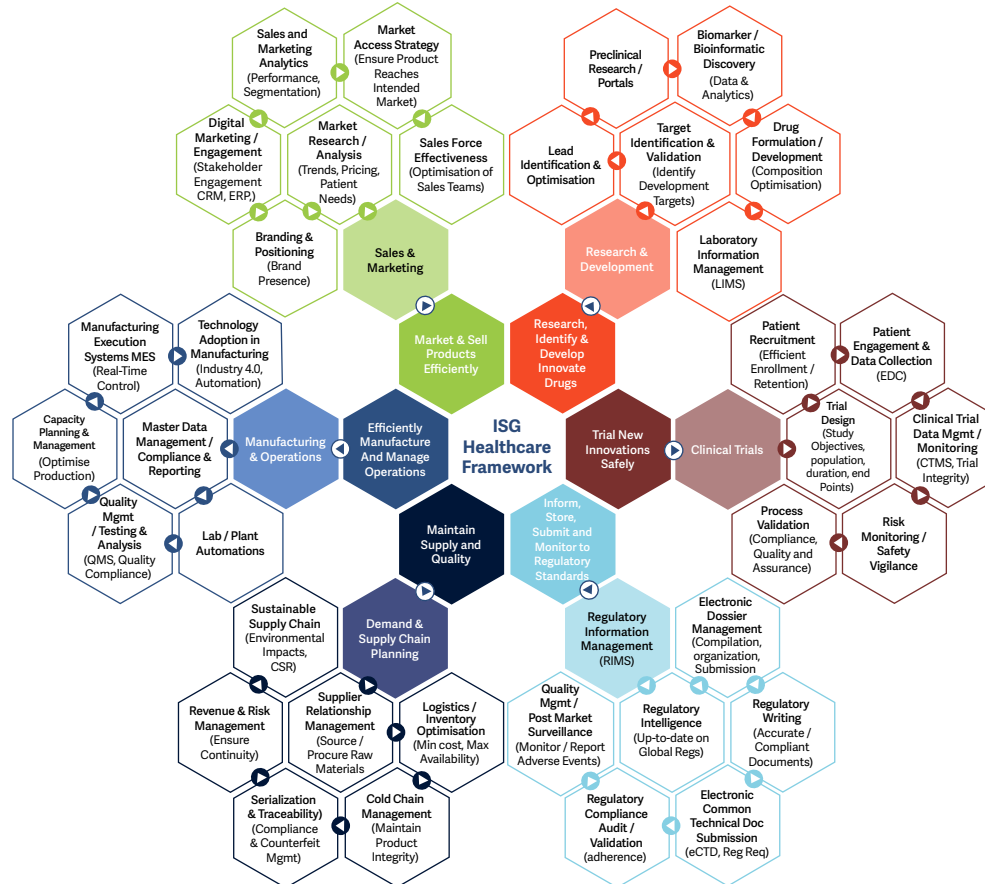 Sales and
Marketing
Analytics
(Performance,
Segmentation)
Market
Access Strategy
(Ensure Product
Reaches
Intended
Market)
Digital
Marketing /
Engagement
(Stakeholder
Engagement
CRM, ERP,)
Market
Research /
Analysis
(Trends, Pricing,
Patient
Needs)
Sales Force
Effectiveness
(Optimisation of
Sales Teams)
Branding &
Positioning
(Brand
Presence)
Sales &
Marketing
Market & Sell
Products
Efficiently
Preclinical
Research /
Portals
Biomarker /
Bioinformatic
Discovery
(Data &
Analytics)
Lead
Identification &
Optimisation
Target
Identification &
Validation
(Identify
Development
Targets)
Drug
Formulation /
Development
(Composition
Optimisation)
Research &
Development
Laboratory
Information
Management
(LIMS)
Research,
Identify &
Develop
Innovate
Drugs
Manufacturing
Execution
Systems MES
(Real-Time
Control)
Technology
Adoption in
Manufacturing
(Industry 4.0,
Automation)
Capacity
Planning &
Management
(Optimise
Production)
Master Data
Management /
Compliance &
Reporting
Manufacturing
& Operations
Efficiently
Manufacture
And Manage
Operations
Quality
Mgmt
/ Testing &
Analysis
(QMS, Quality
Compliance)
Lab / Plant
Automations
ISG
Healthcare
Framework
Patient
Recruitment
(Efficient
Enrollment /
Retention)
Patient
Engagement
& Data Collection
(EDC)
Trial New
Innovations
Safely
Clinical Trials
Trial
Design
(Study
Objectives,
population,
duration, end
Points)
Clinical Trial
Data Mgmt /
Monitoring
(CTMS, Trial
Integrity)
Process
Validation
(Compliance,
Quality and
Assurance)
Risk
Monitoring /
Safety
Vigilance
Maintain
Supply and
Quality
Inform,
Store,
Submit and
Monitor to
Regulatory
Standards
Sustainable
Supply Chain
(Environmental
Impacts,
CSR)
Demand &
Supply Chain
Planning
Revenue & Risk
Management
(Ensure
Continuity)
Supplier
Relationship
Management
(Source /
Procure Raw
Materials
Logistics /
Inventory
Optimisation
(Min cost, Max
Availability)
Serialization
& Traceability)
(Compliance
& Counterfeit
Mgmt)
Cold Chain
Management
(Maintain
Product
Integrity)
Regulatory
Information
Management
(RIMS)
Electronic
Dossier
Management
(Compilation,
organization,
Submission
Quality
Mgmt /
Post Market
Surveillance
(Monitor / Report
Adverse Events)
Regulatory
Intelligence
(Up-to-date on
Global Regs)
Regulatory
Writing
(Accurate /
Compliant
Documents)
Regulatory
Compliance
Audit /
Validation
(adherence)
Electronic
Common
Technical Doc
Submission
(eCTD, Reg Req)